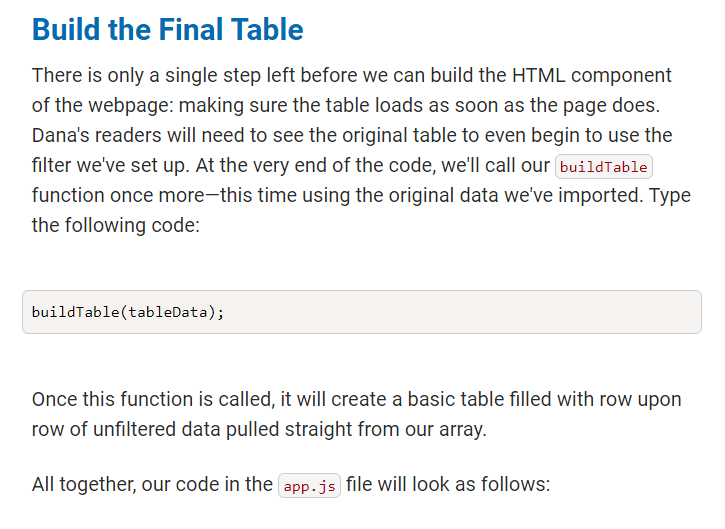 Build the Final Table
There is only a single step left before we can build the HTML component
of the webpage: making sure the table loads as soon as the page does.
Dana's readers will need to see the original table to even begin to use the
filter we've set up. At the very end of the code, we'll call our buildTable
function once more—this time using the original data we've imported. Type
the following code:
buildTable(tableData);
Once this function is called, it will create a basic table filled with row upon
row of unfiltered data pulled straight from our array.
All together, our code in the app.js file will look as follows: